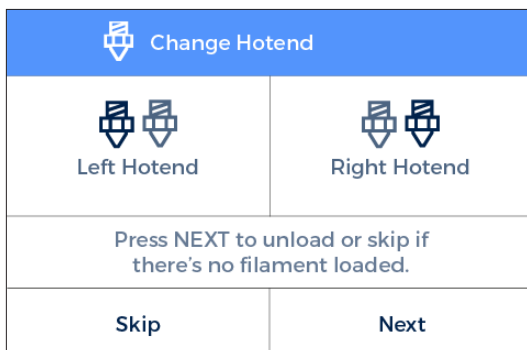 Change Hotend
Left Hotend
Right Hotend
Press NEXT to unload or skip if
there's no filament loaded.
Skip
Next